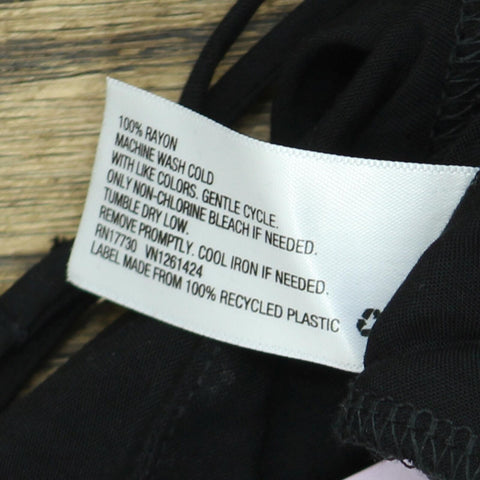 100% RAYON
MACHINE WASH COLD
WITH LIKE COLORS. GENTLE CYCLE.
ONLY NON-CHLORINE BLEACH IF NEEDED.
TUMBLE DRY LOW.
REMOVE PROMPTLY. COOL IRON IF NEEDED.
RN17730 VN1261424
LABEL MADE FROM 100% RECYCLED PLASTIC